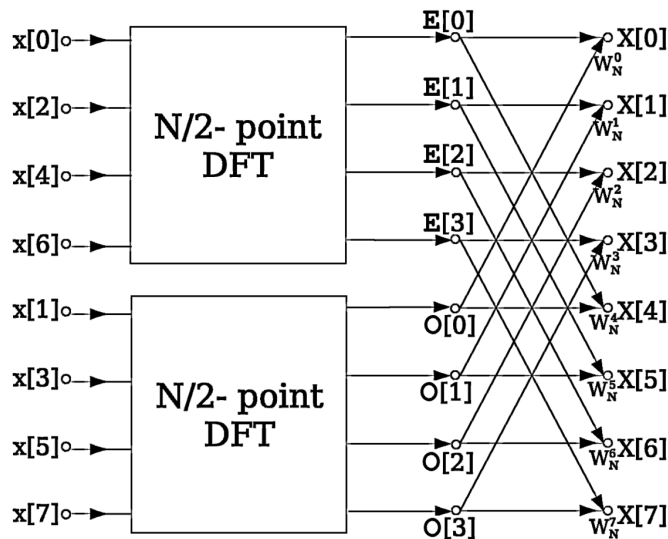 x[0]
x[2]
x[4]
x[6]
N/2- point
DFT
x[1]
x[3]
x[5]
x[7]
N/2- point
DFT
E[0]
E[1]
E[2]
E[3]
O[0]
O[1]
O[2]
O[3]
X[0]
W_N^0
X[1]
W_N^1
X[2]
W_N^2
X[3]
W_N^3
X[4]
W_N^4
X[5]
W_N^5
X[6]
W_N^6
X[7]
W_N^7